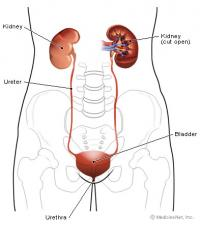 Kidney
Kidney
(cut open)
Ureter
Bladder
Urethra
© MedicineNet, Inc.